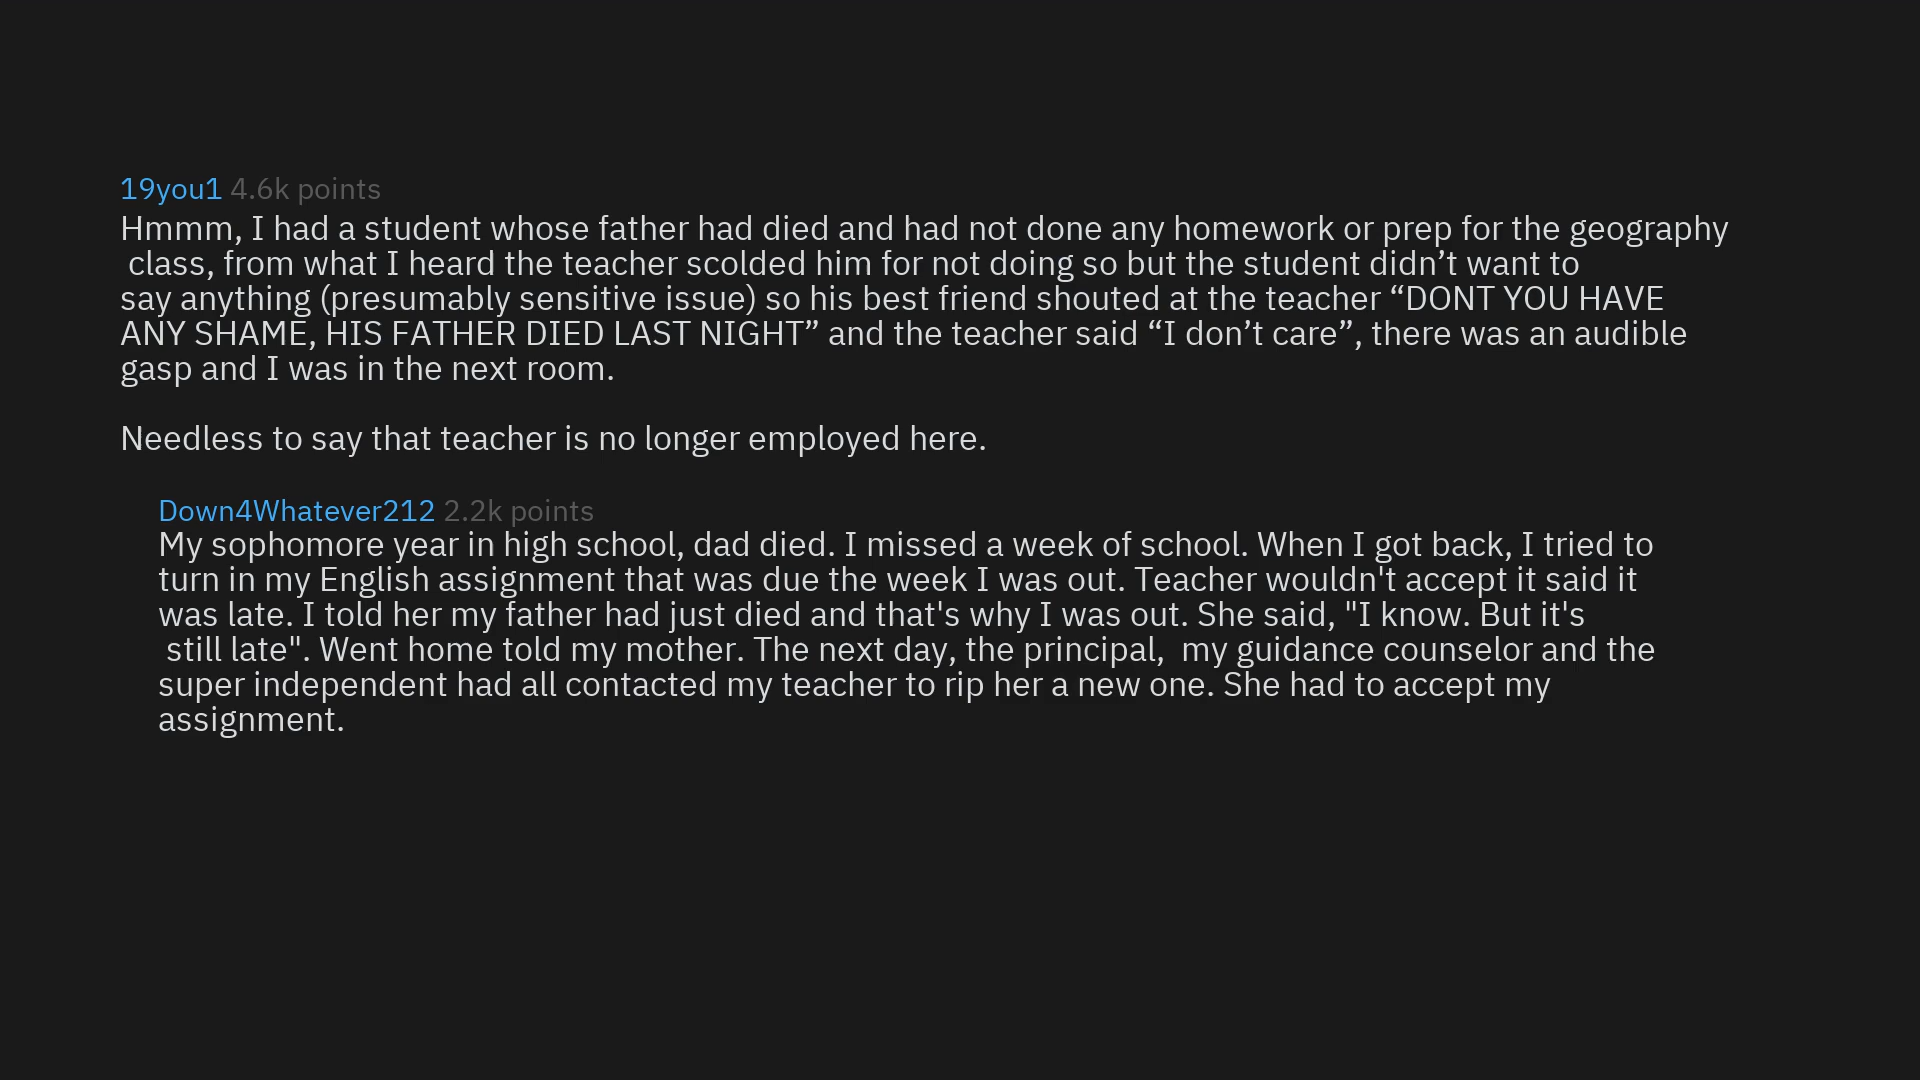 19you1 4.6k points
Hmmm, I had a student whose father had died and had not done any homework or prep for the geography
class, from what I heard the teacher scolded him for not doing so but the student didn’t want to
say anything (presumably sensitive issue) so his best friend shouted at the teacher “DONT YOU HAVE
ANY SHAME, HIS FATHER DIED LAST NIGHT” and the teacher said “I don’t care”, there was an audible
gasp and I was in the next room.
Needless to say that teacher is no longer employed here.
Down4Whatever212 2.2k points
My sophomore year in high school, dad died. I missed a week of school. When I got back, I tried to
turn in my English assignment that was due the week I was out. Teacher wouldn't accept it said it
was late. I told her my father had just died and that's why I was out. She said, "I know. But it's
still late". Went home told my mother. The next day, the principal,  my guidance counselor and the
super independent had all contacted my teacher to rip her a new one. She had to accept my
assignment.